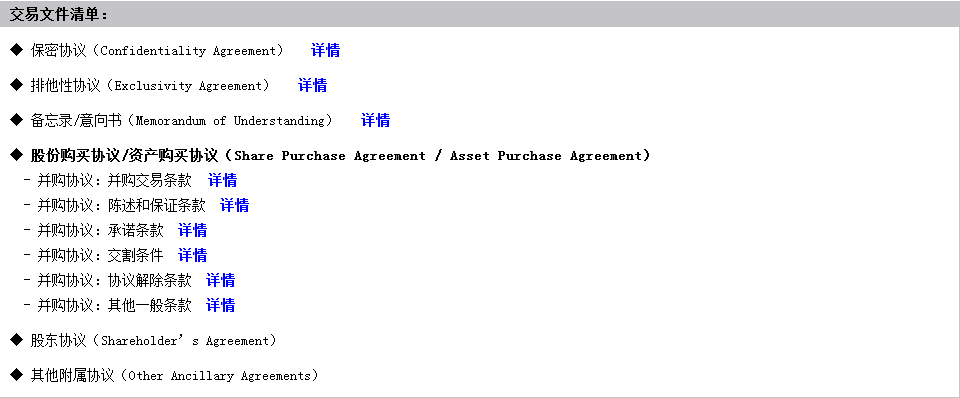 交易文件清单：
◆ 保密协议（Confidentiality Agreement） 详情
◆ 排他性协议（Exclusivity Agreement） 详情
◆ 备忘录/意向书（Memorandum of Understanding） 详情
◆ 股份购买协议/资产购买协议（Share Purchase Agreement / Asset Purchase Agreement）
- 并购协议：并购交易条款 详情
- 并购协议：陈述和保证条款 详情
- 并购协议：承诺条款 详情
- 并购协议：交割条件 详情
- 并购协议：协议解除条款 详情
- 并购协议：其他一般条款 详情
◆ 股东协议（Shareholder’s Agreement）
◆ 其他附属协议（Other Ancillary Agreements）